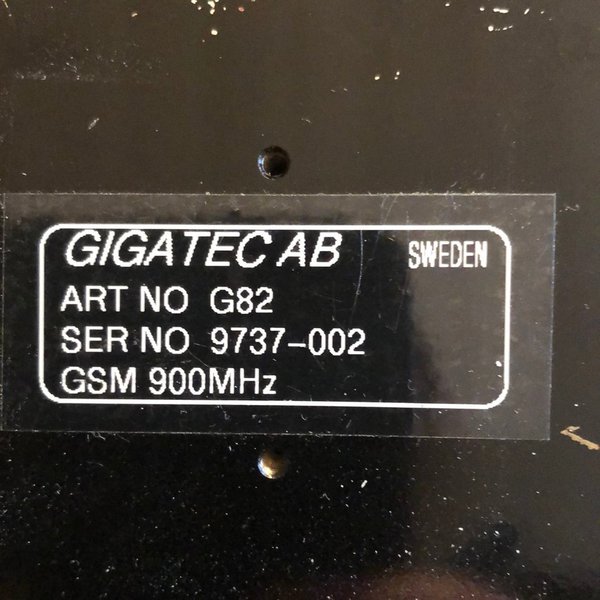 GIGATEC AB SWEDEN
ART NO G82
SER NO 9737-002
GSM 900MHz